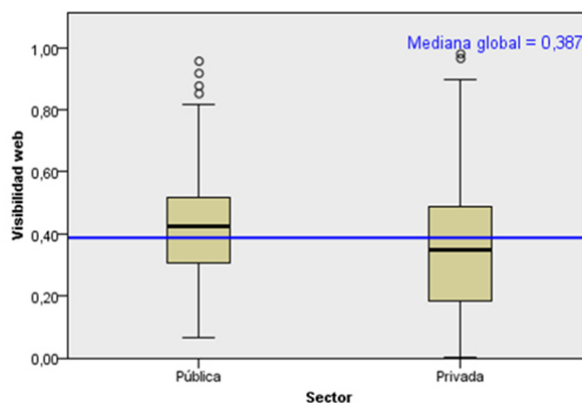 Mediana global = 0,387
1,00
0,80
0,60
0,40
0,20
0,00
Visibilidad web
Pública
Privada
Sector